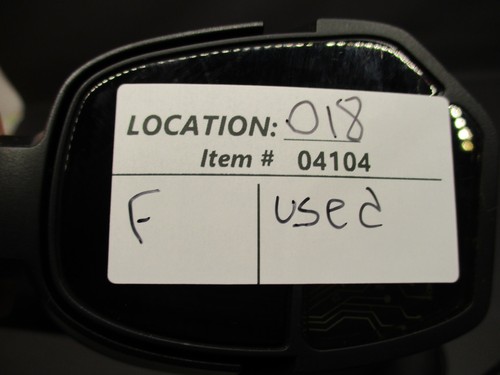 LOCATION: 018
Item # 04104
F used